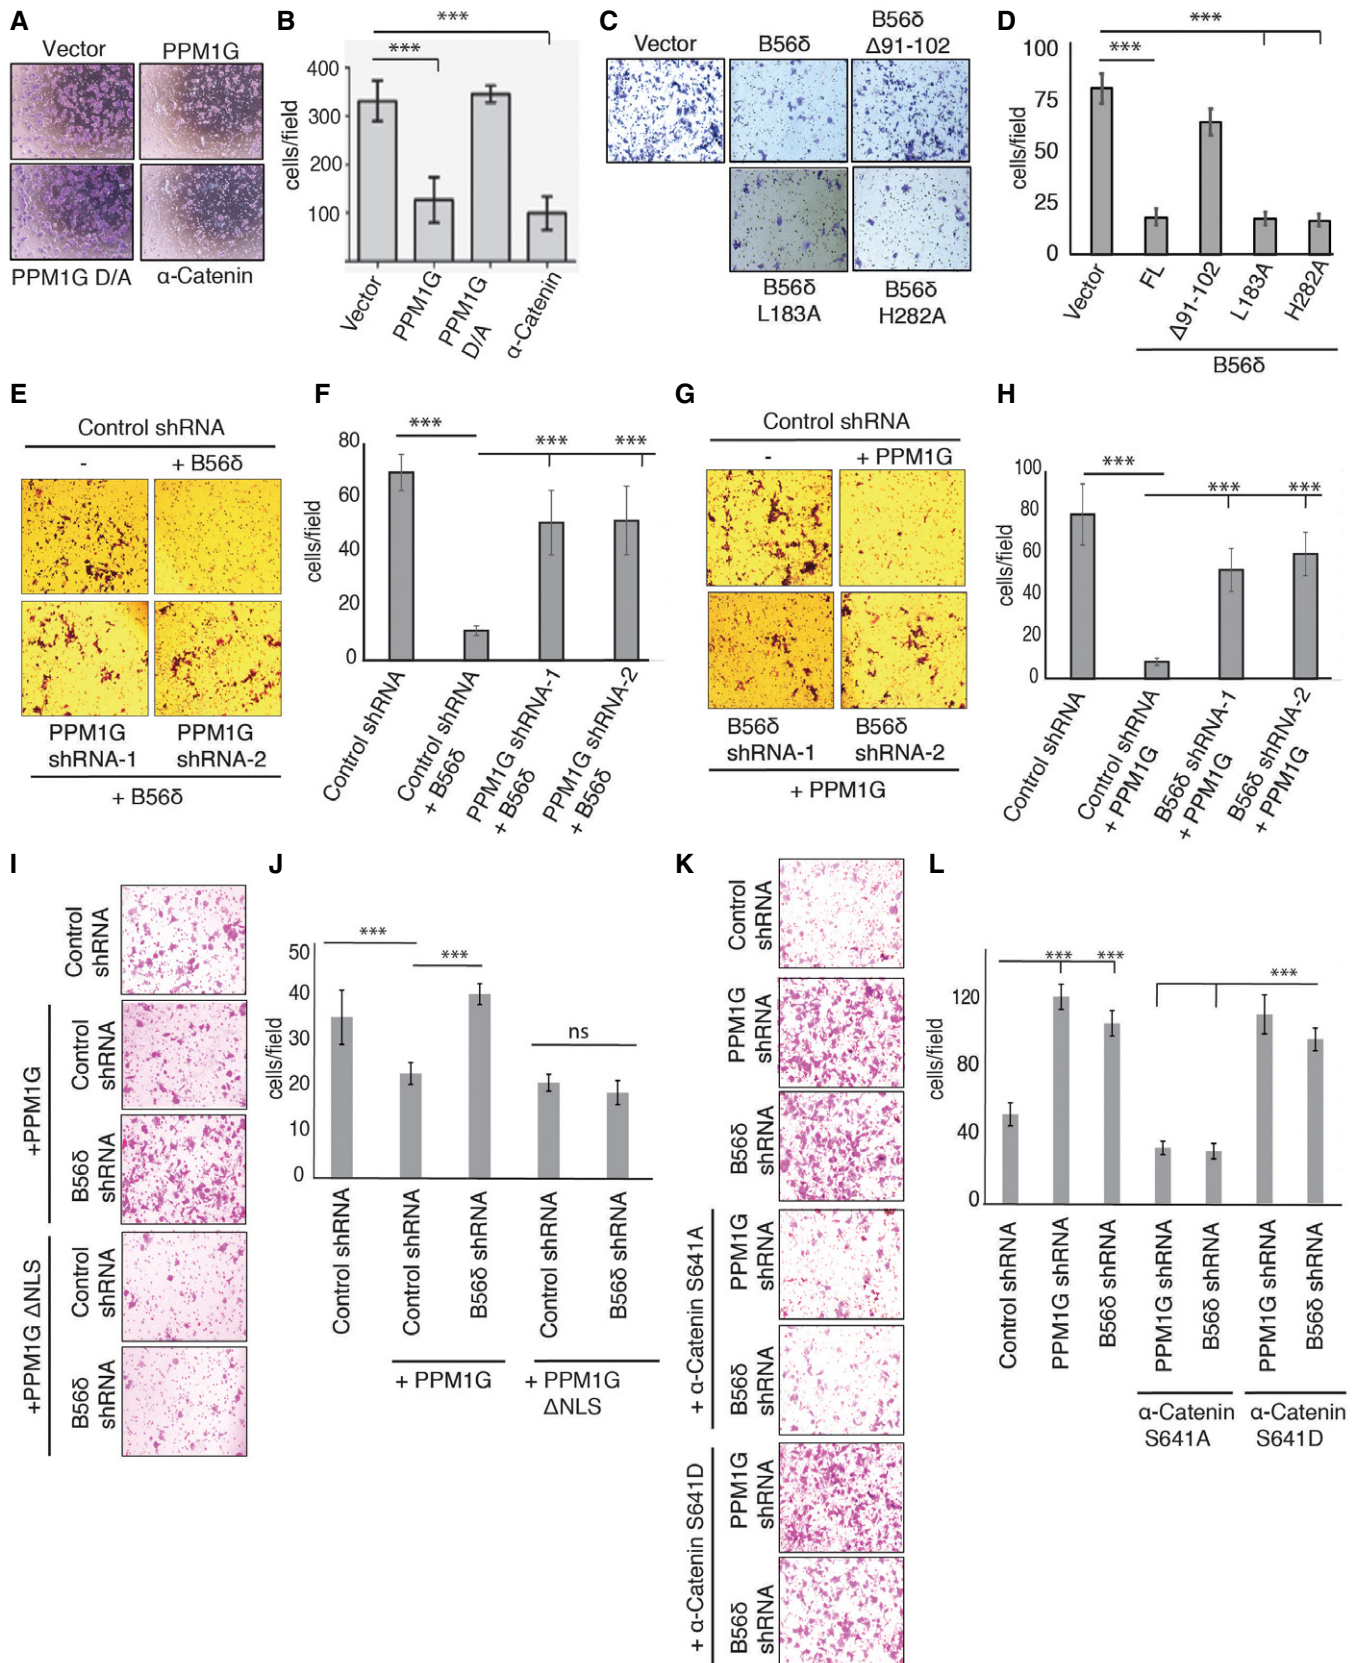 A
Vector
PPM1G
PPM1G D/A
α-Catenin
B
***
***
cells/field
400
300
200
100
Vector
PPM1G
PPM1G
D/A
α-Catenin
C
Vector
B56δ
B56δ
Δ91-102
B56δ
L183A
B56δ
H282A
D
***
***
cells/field
100
75
50
25
0
Vector
FL
Δ91-102
L183A
H282A
B56δ
E
Control shRNA
-
+ B56δ
PPM1G
shRNA-1
PPM1G
shRNA-2
+ B56δ
F
***
***
***
cells/field
80
60
40
20
0
Control shRNA
Control shRNA
+ B56δ
PPM1G shRNA-1
+ B56δ
PPM1G shRNA-2
+ B56δ
G
Control shRNA
-
+ PPM1G
B56δ
shRNA-1
B56δ
shRNA-2
+ PPM1G
H
***
***
***
cells/field
100
80
60
40
20
0
Control shRNA
Control shRNA
+ PPM1G
B56δ shRNA-1
+ PPM1G
B56δ shRNA-2
+ PPM1G
I
Control
shRNA
+PPM1G
Control
shRNA
B56δ
shRNA
+PPM1G ΔNLS
Control
shRNA
B56δ
shRNA
J
***
***
ns
cells/field
50
40
30
20
10
0
Control shRNA
Control shRNA
B56δ shRNA
Control shRNA
B56δ shRNA
+ PPM1G
+ PPM1G
ΔNLS
K
Control
shRNA
PPM1G
shRNA
B56δ
shRNA
+ α-Catenin S641A
PPM1G
shRNA
B56δ
shRNA
+ α-Catenin S641D
PPM1G
shRNA
B56δ
shRNA
L
***
***
***
cells/field
120
80
40
0
Control shRNA
PPM1G shRNA
B56δ shRNA
PPM1G shRNA
B56δ shRNA
PPM1G shRNA
B56δ shRNA
α-Catenin
S641A
α-Catenin
S641D